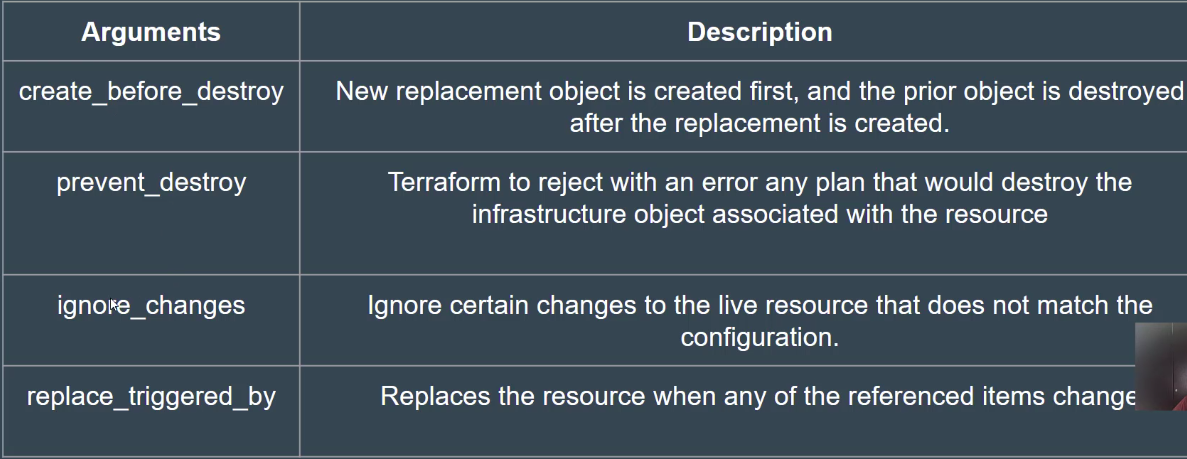 Arguments
Description
create_before_destroy
New replacement object is created first, and the prior object is destroyed
after the replacement is created.
prevent_destroy
Terraform to reject with an error any plan that would destroy the
infrastructure object associated with the resource
ignore_changes
Ignore certain changes to the live resource that does not match the
configuration.
replace_triggered_by
Replaces the resource when any of the referenced items change